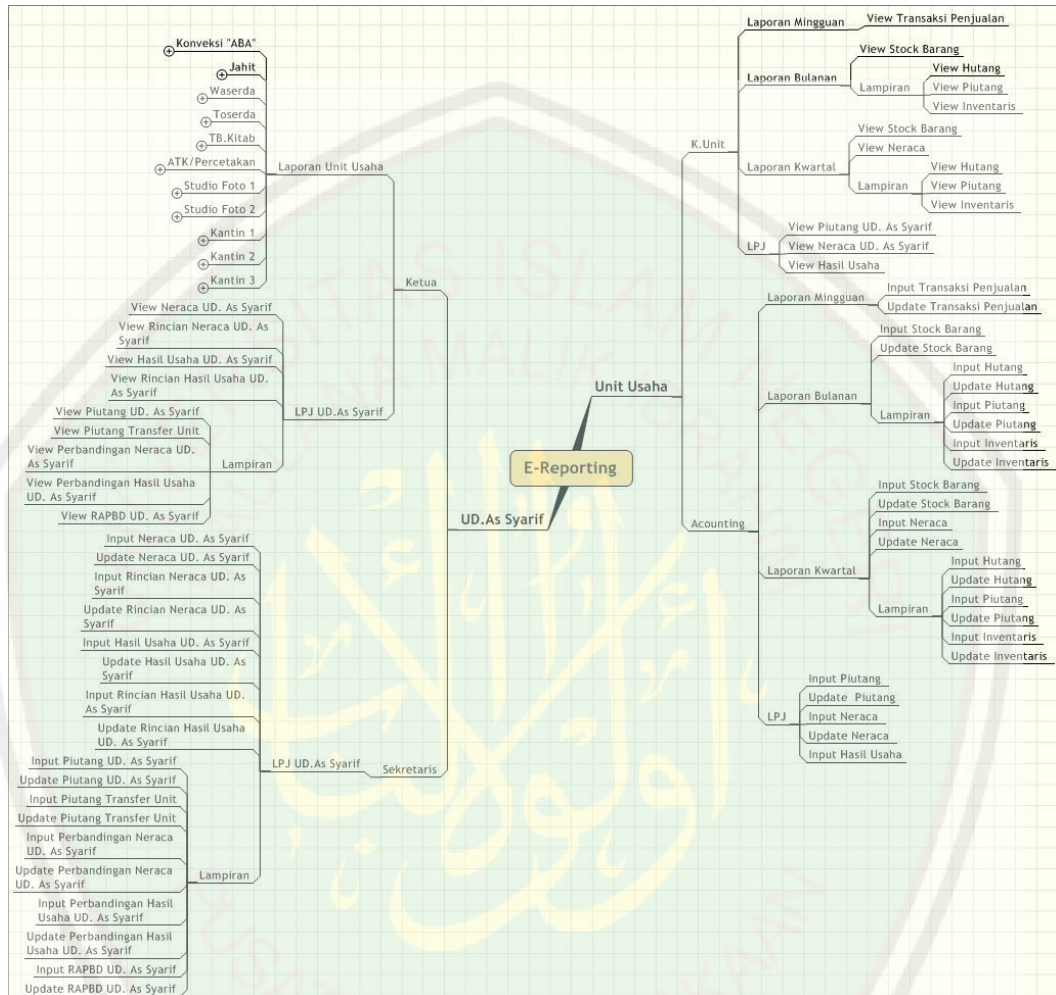 Konveksi "ABA"
Jahit
Waserda
Toserda
TB.Kitab
ATK/Percetakan
Studio Foto 1
Studio Foto 2
Kantin 1
Kantin 2
Kantin 3
Laporan Unit Usaha
Ketua
View Neraca UD. As Syarif
View Rincian Neraca UD. As
Syarif
View Hasil Usaha UD. As Syarif
View Rincian Hasil Usaha UD.
As Syarif
LPJ UD.As Syarif
View Piutang UD. As Syarif
View Piutang Transfer Unit
View Perbandingan Neraca UD.
As Syarif
Lampiran
View Perbandingan Hasil Usaha
UD. As Syarif
View RAPBD UD. As Syarif
UD.As Syarif
Input Neraca UD. As Syarif
Update Neraca UD. As Syarif
Input Rincian Neraca UD. As
Syarif
Update Rincian Neraca UD. As
Syarif
Input Hasil Usaha UD. As Syarif
Update Hasil Usaha UD. As
Syarif
Input Rincian Hasil Usaha UD.
As Syarif
Update Rincian Hasil Usaha
UD. As Syarif
LPJ UD.As Syarif
Sekretaris
Input Piutang UD. As Syarif
Update Piutang UD. As Syarif
Input Piutang Transfer Unit
Update Piutang Transfer Unit
Input Perbandingan Neraca
UD. As Syarif
Update Perbandingan Neraca
UD. As Syarif
Lampiran
Input Perbandingan Hasil
Usaha UD. As Syarif
Update Perbandingan Hasil
Usaha UD. As Syarif
Input RAPBD UD. As Syarif
Update RAPBD UD. As Syarif
E-Reporting
Unit Usaha
K.Unit
Laporan Mingguan
View Transaksi Penjualan
Laporan Bulanan
View Stock Barang
Lampiran
View Hutang
View Piutang
View Inventaris
Laporan Kwartal
View Stock Barang
View Neraca
Lampiran
View Hutang
View Piutang
View Inventaris
LPJ
View Piutang UD. As Syarif
View Neraca UD. As Syarif
View Hasil Usaha
Acounting
Laporan Mingguan
Input Transaksi Penjualan
Update Transaksi Penjualan
Laporan Bulanan
Input Stock Barang
Update Stock Barang
Lampiran
Input Hutang
Update Hutang
Input Piutang
Update Piutang
Input Inventaris
Update Inventaris
Laporan Kwartal
Input Stock Barang
Update Stock Barang
Input Neraca
Update Neraca
Lampiran
Input Hutang
Update Hutang
Input Piutang
Update Piutang
Input Inventaris
Update Inventaris
LPJ
Input Piutang
Update Piutang
Input Neraca
Update Neraca
Input Hasil Usaha